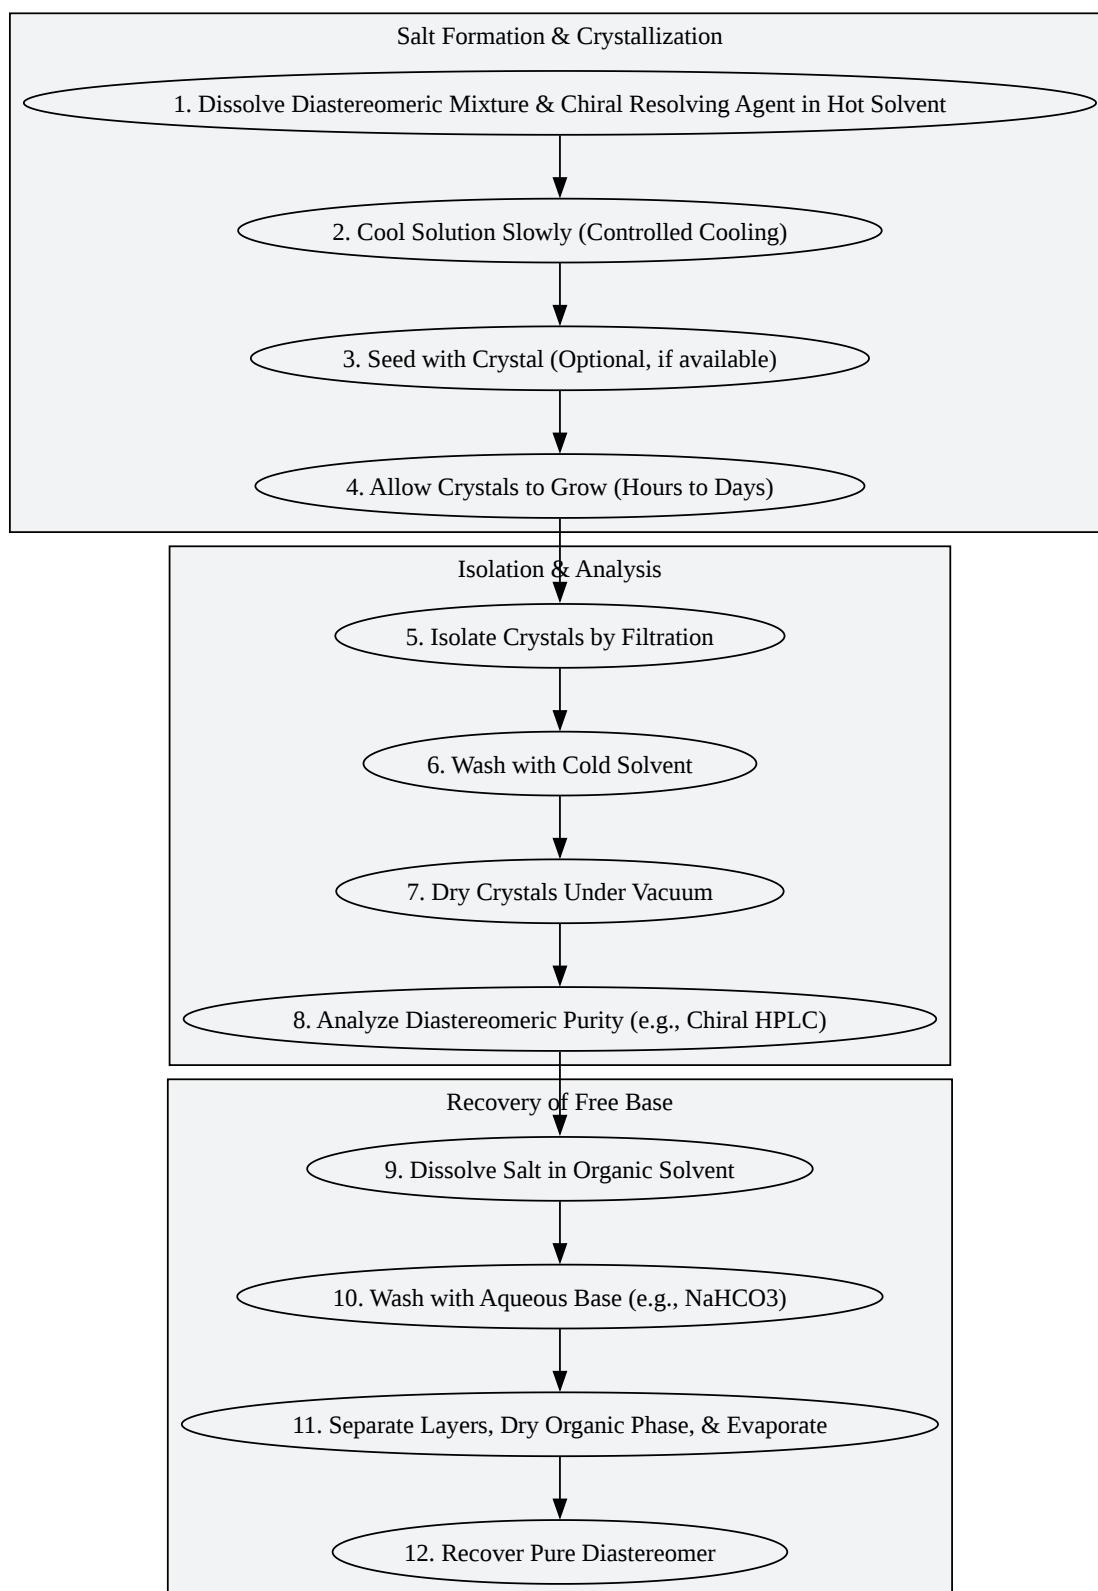 Salt Formation & Crystallization
1. Dissolve Diastereomeric Mixture & Chiral Resolving Agent in Hot Solvent
2. Cool Solution Slowly (Controlled Cooling)
3. Seed with Crystal (Optional, if available)
4. Allow Crystals to Grow (Hours to Days)
Isolation & Analysis
5. Isolate Crystals by Filtration
6. Wash with Cold Solvent
7. Dry Crystals Under Vacuum
8. Analyze Diastereomeric Purity (e.g., Chiral HPLC)
Recovery of Free Base
9. Dissolve Salt in Organic Solvent
10. Wash with Aqueous Base (e.g., NaHCO3)
11. Separate Layers, Dry Organic Phase, & Evaporate
12. Recover Pure Diastereomer